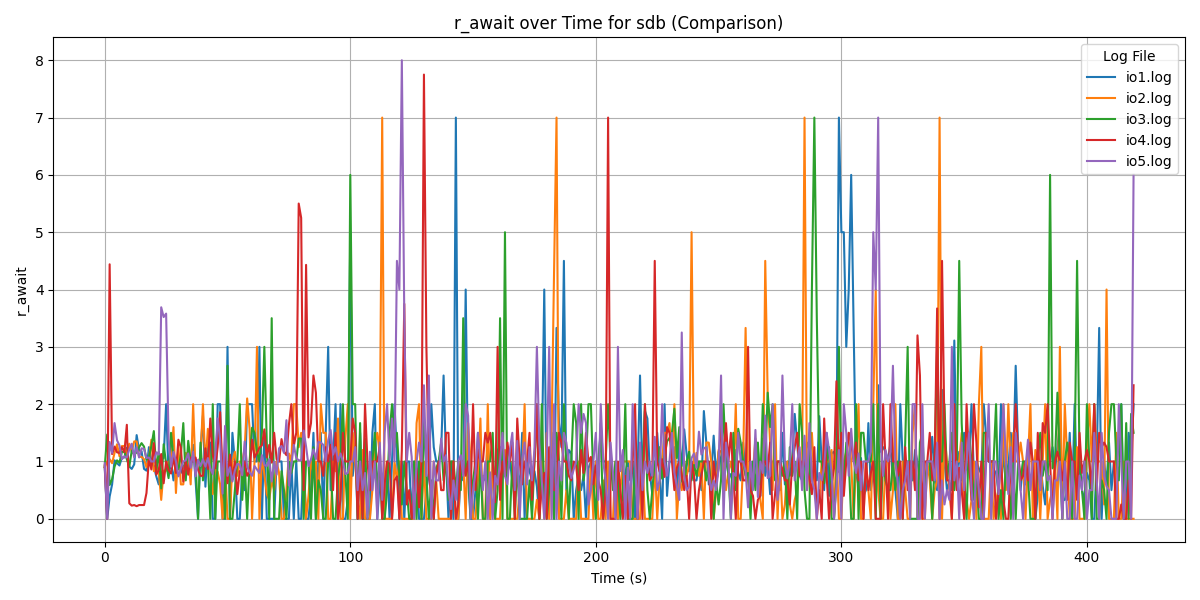 r_await over Time for sdb (Comparison)
r_await
8
7
6
5
4
3
2
1
0
0 100 200 300 400
Time (s)
Log File
io1.log
io2.log
io3.log
io4.log
io5.log